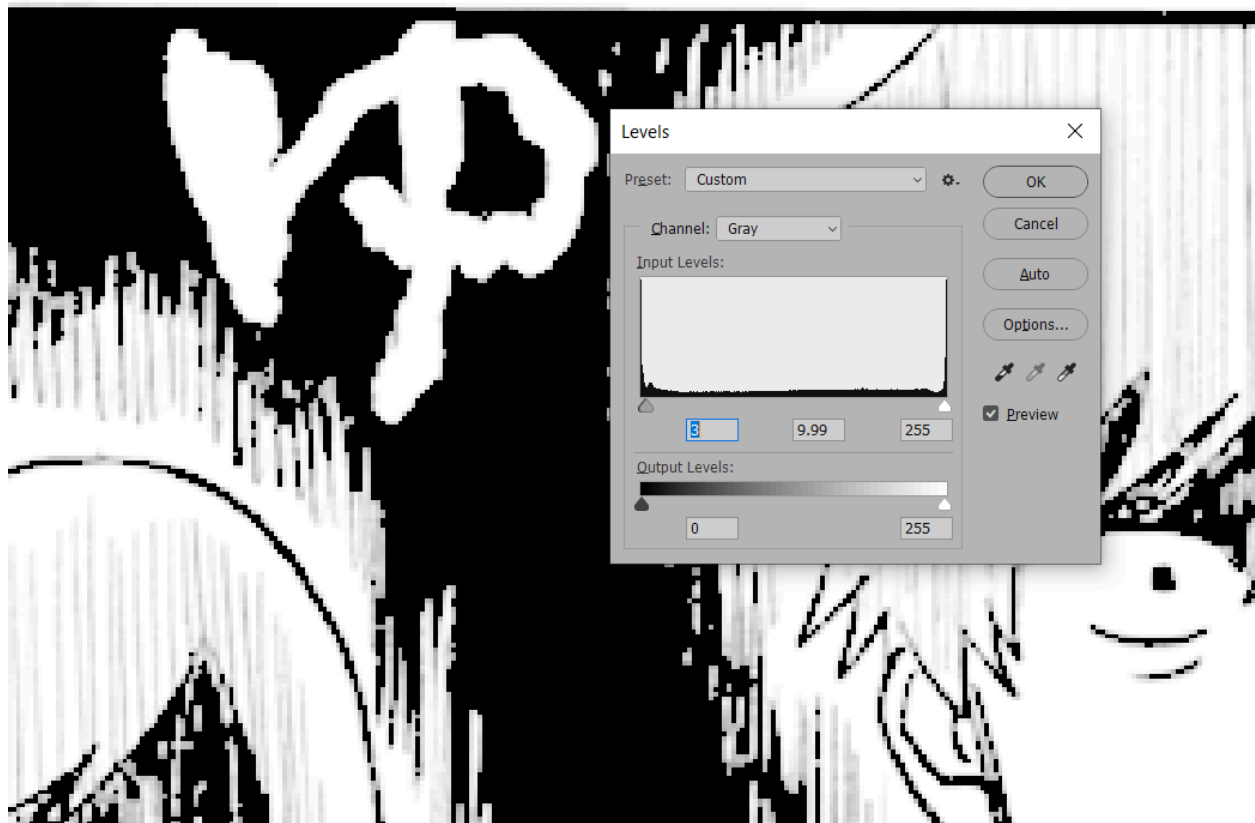 ゆ
Levels
Preset: Custom
OK
Channel: Gray
Cancel
Input Levels:
Auto
Options...
3 9.99 255
Preview
Output Levels:
0 255